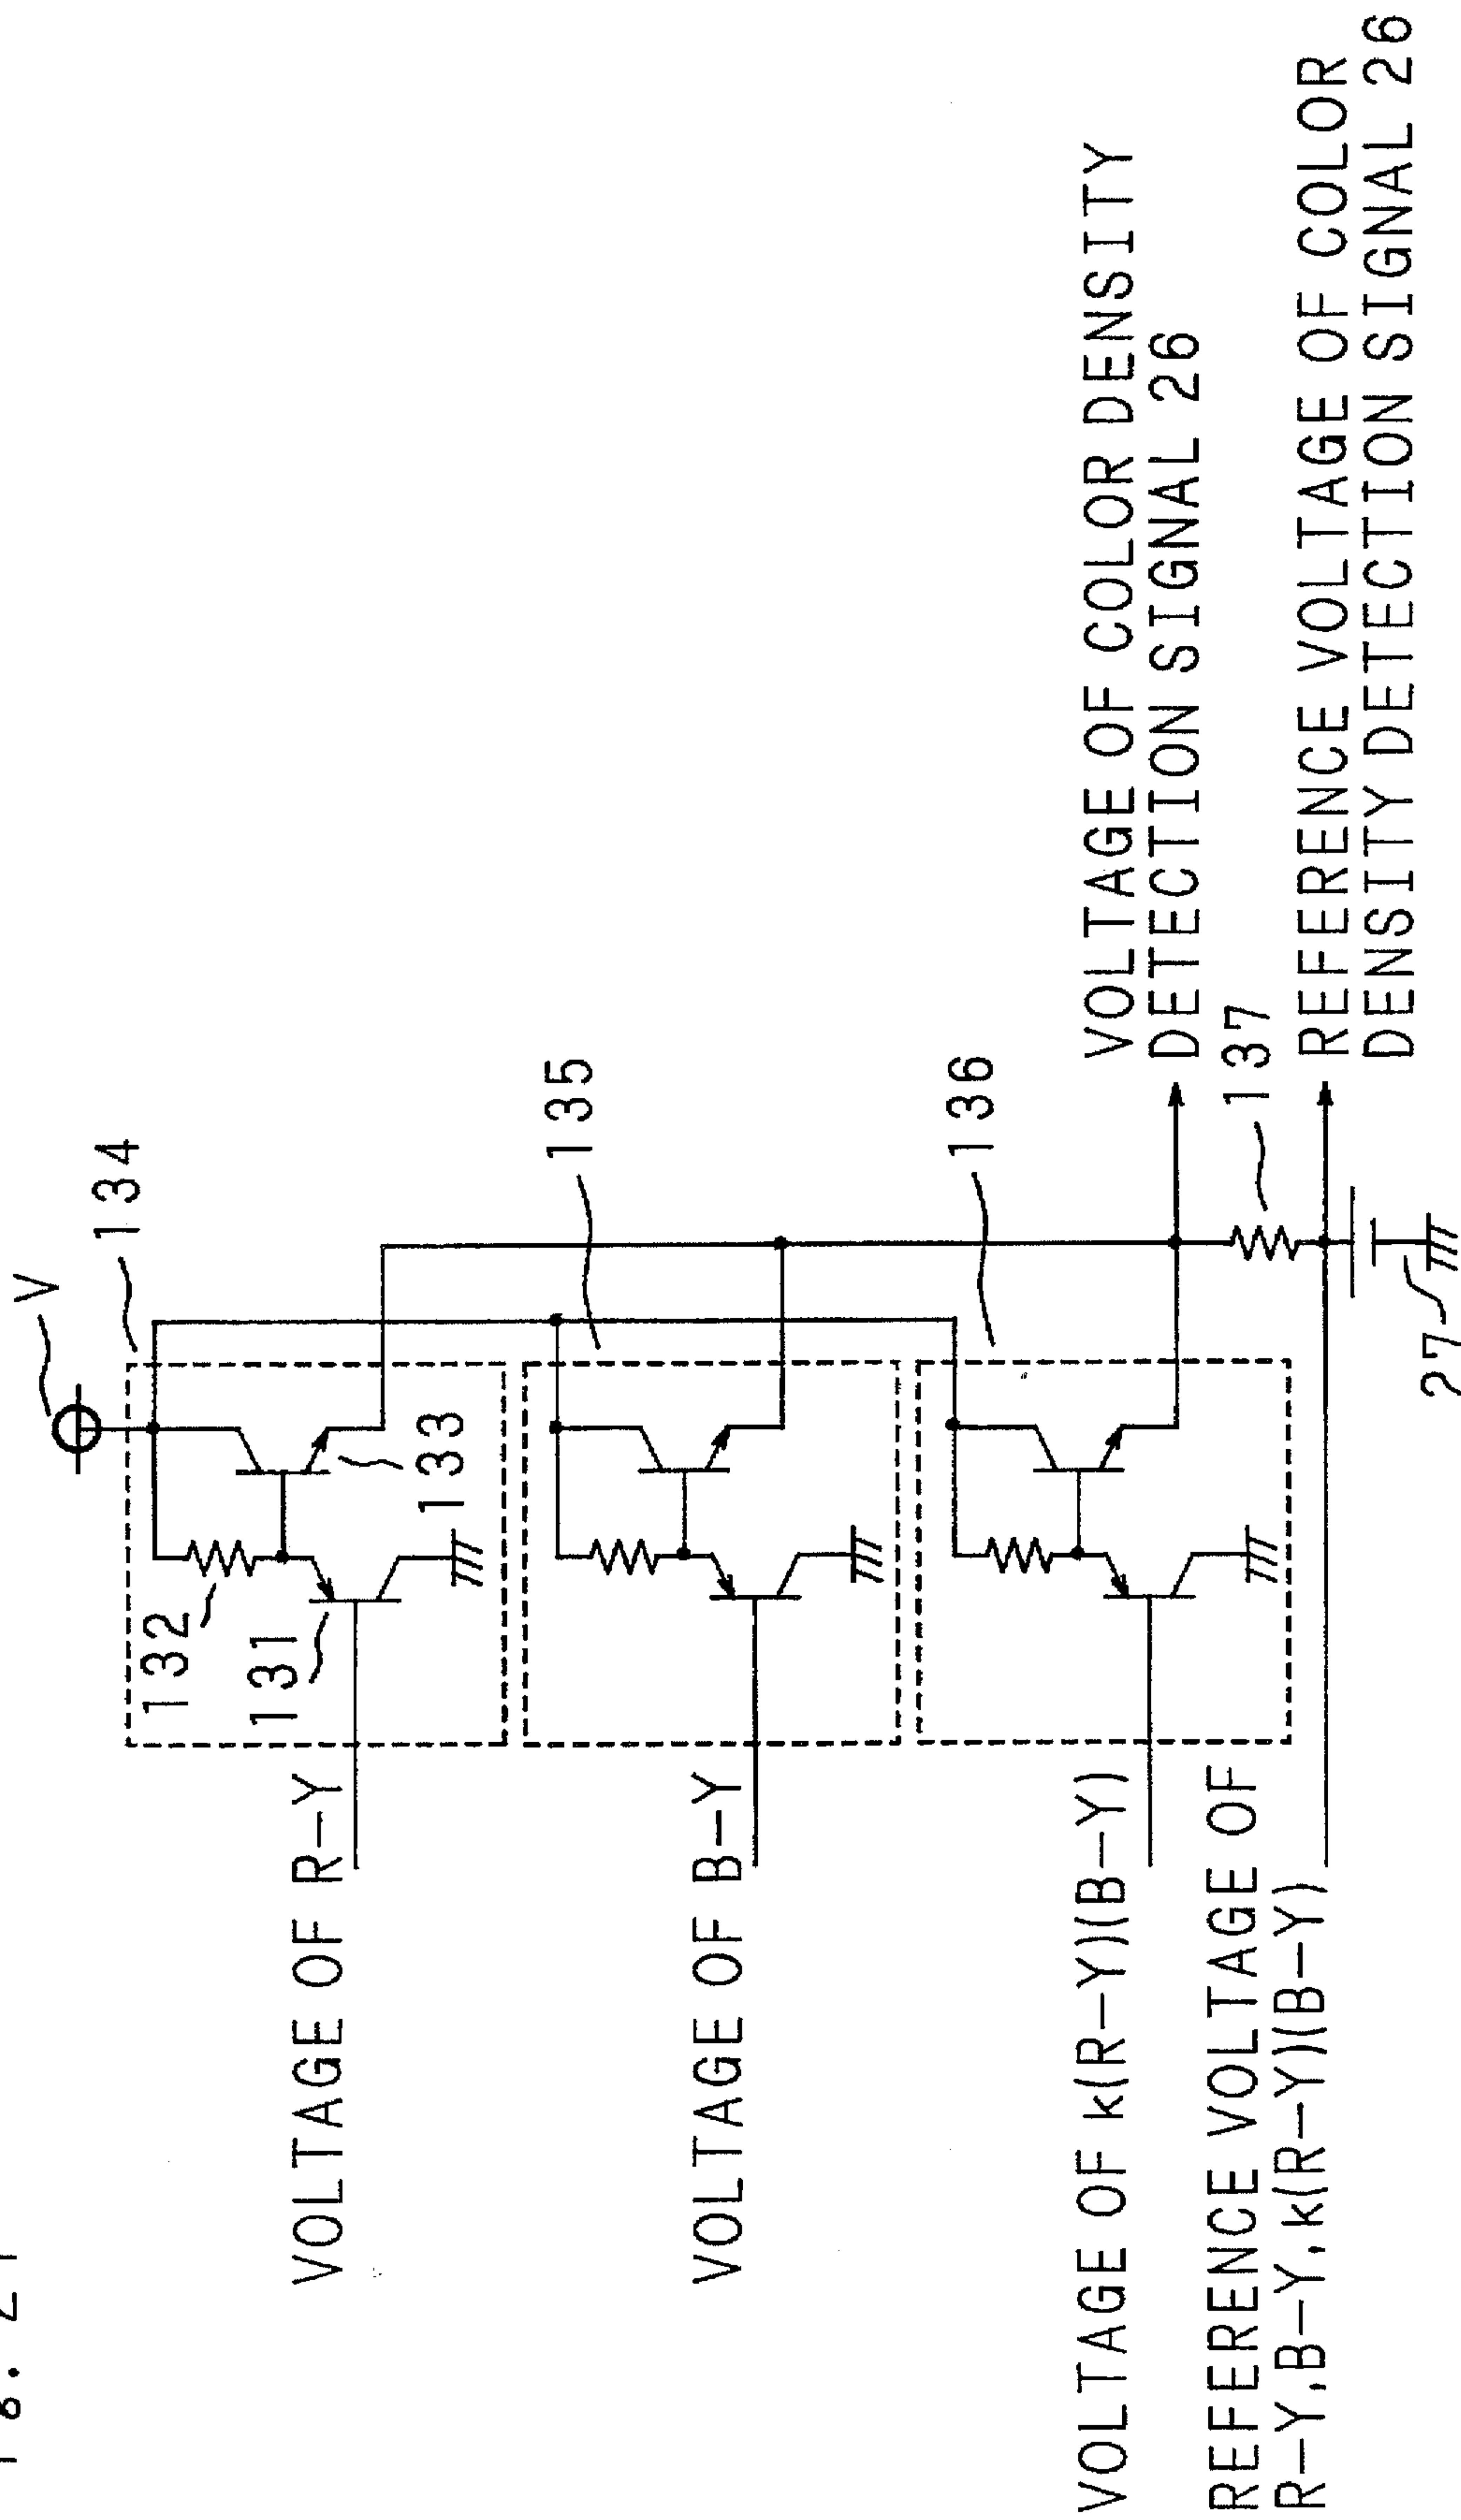 V
134
132
131
133
VOLTAGE OF R-Y
135
VOLTAGE OF B-Y
136
VOLTAGE OF k(R-Y)(B-Y)
VOLTAGE OF COLOR DENSITY
DETECTION SIGNAL 26
137
REFERENCE VOLTAGE OF
R-Y,B-Y,k(R-Y)(B-Y)
REFERENCE VOLTAGE OF COLOR
DENSITY DETECTION SIGNAL 26
27